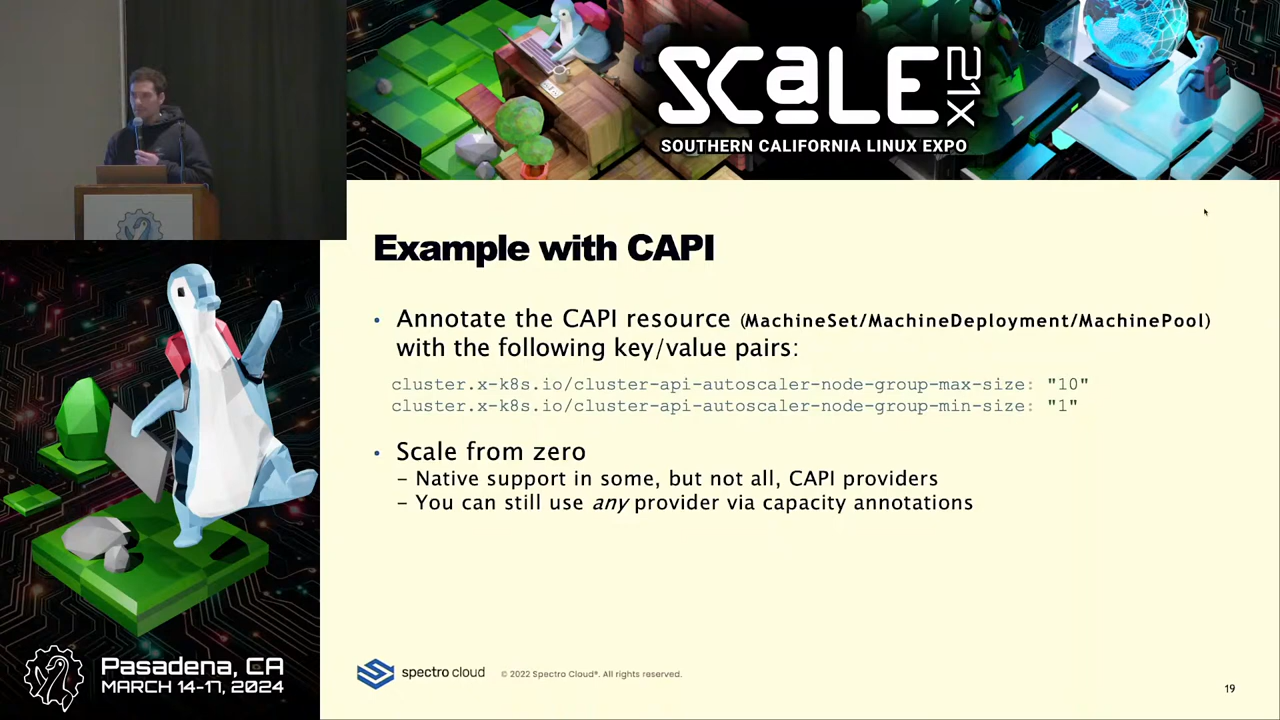 SCaLE 21X
SOUTHERN CALIFORNIA LINUX EXPO
Example with CAPI
• Annotate the CAPI resource (MachineSet/MachineDeployment/MachinePool)
with the following key/value pairs:
cluster.x-k8s.io/cluster-api-autoscaler-node-group-max-size: "10"
cluster.x-k8s.io/cluster-api-autoscaler-node-group-min-size: "1"
• Scale from zero
– Native support in some, but not all, CAPI providers
– You can still use any provider via capacity annotations
Pasadena, CA
MARCH 14-17, 2024
spectro cloud
© 2022 Spectro Cloud®. All rights reserved.
19